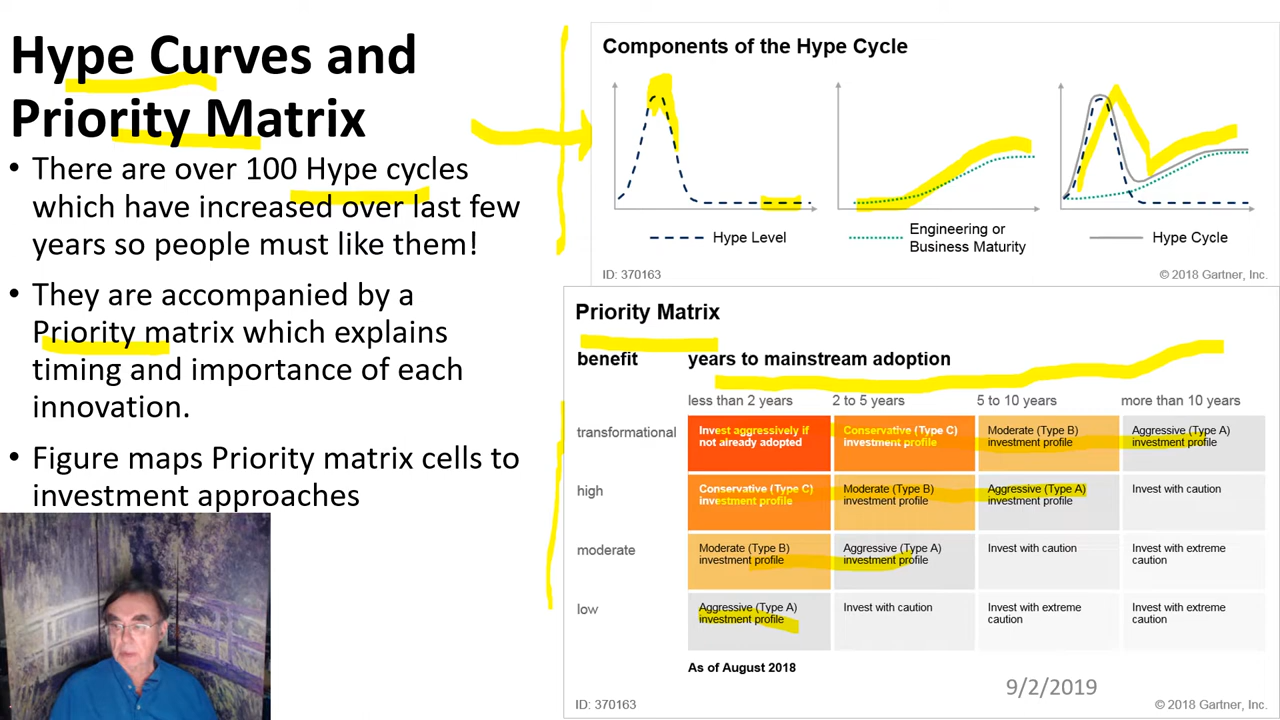 Hype Curves and
Priority Matrix
• There are over 100 Hype cycles
which have increased over last few
years so people must like them!
• They are accompanied by a
Priority matrix which explains
timing and importance of each
innovation.
• Figure maps Priority matrix cells to
investment approaches
Components of the Hype Cycle
Hype Level
Engineering or
Business Maturity
Hype Cycle
ID: 370163
© 2018 Gartner, Inc.
Priority Matrix
benefit years to mainstream adoption
less than 2 years 2 to 5 years 5 to 10 years more than 10 years
transformational
Invest aggressively if
not already adopted
Conservative (Type C)
investment profile
Moderate (Type B)
investment profile
Aggressive (Type A)
investment profile
high
Conservative (Type C)
investment profile
Moderate (Type B)
investment profile
Aggressive (Type A)
investment profile
Invest with caution
moderate
Moderate (Type B)
investment profile
Aggressive (Type A)
investment profile
Invest with caution
Invest with extreme
caution
low
Aggressive (Type A)
investment profile
Invest with caution
Invest with extreme
caution
Invest with extreme
caution
As of August 2018
9/2/2019
ID: 370163
© 2018 Gartner, Inc.